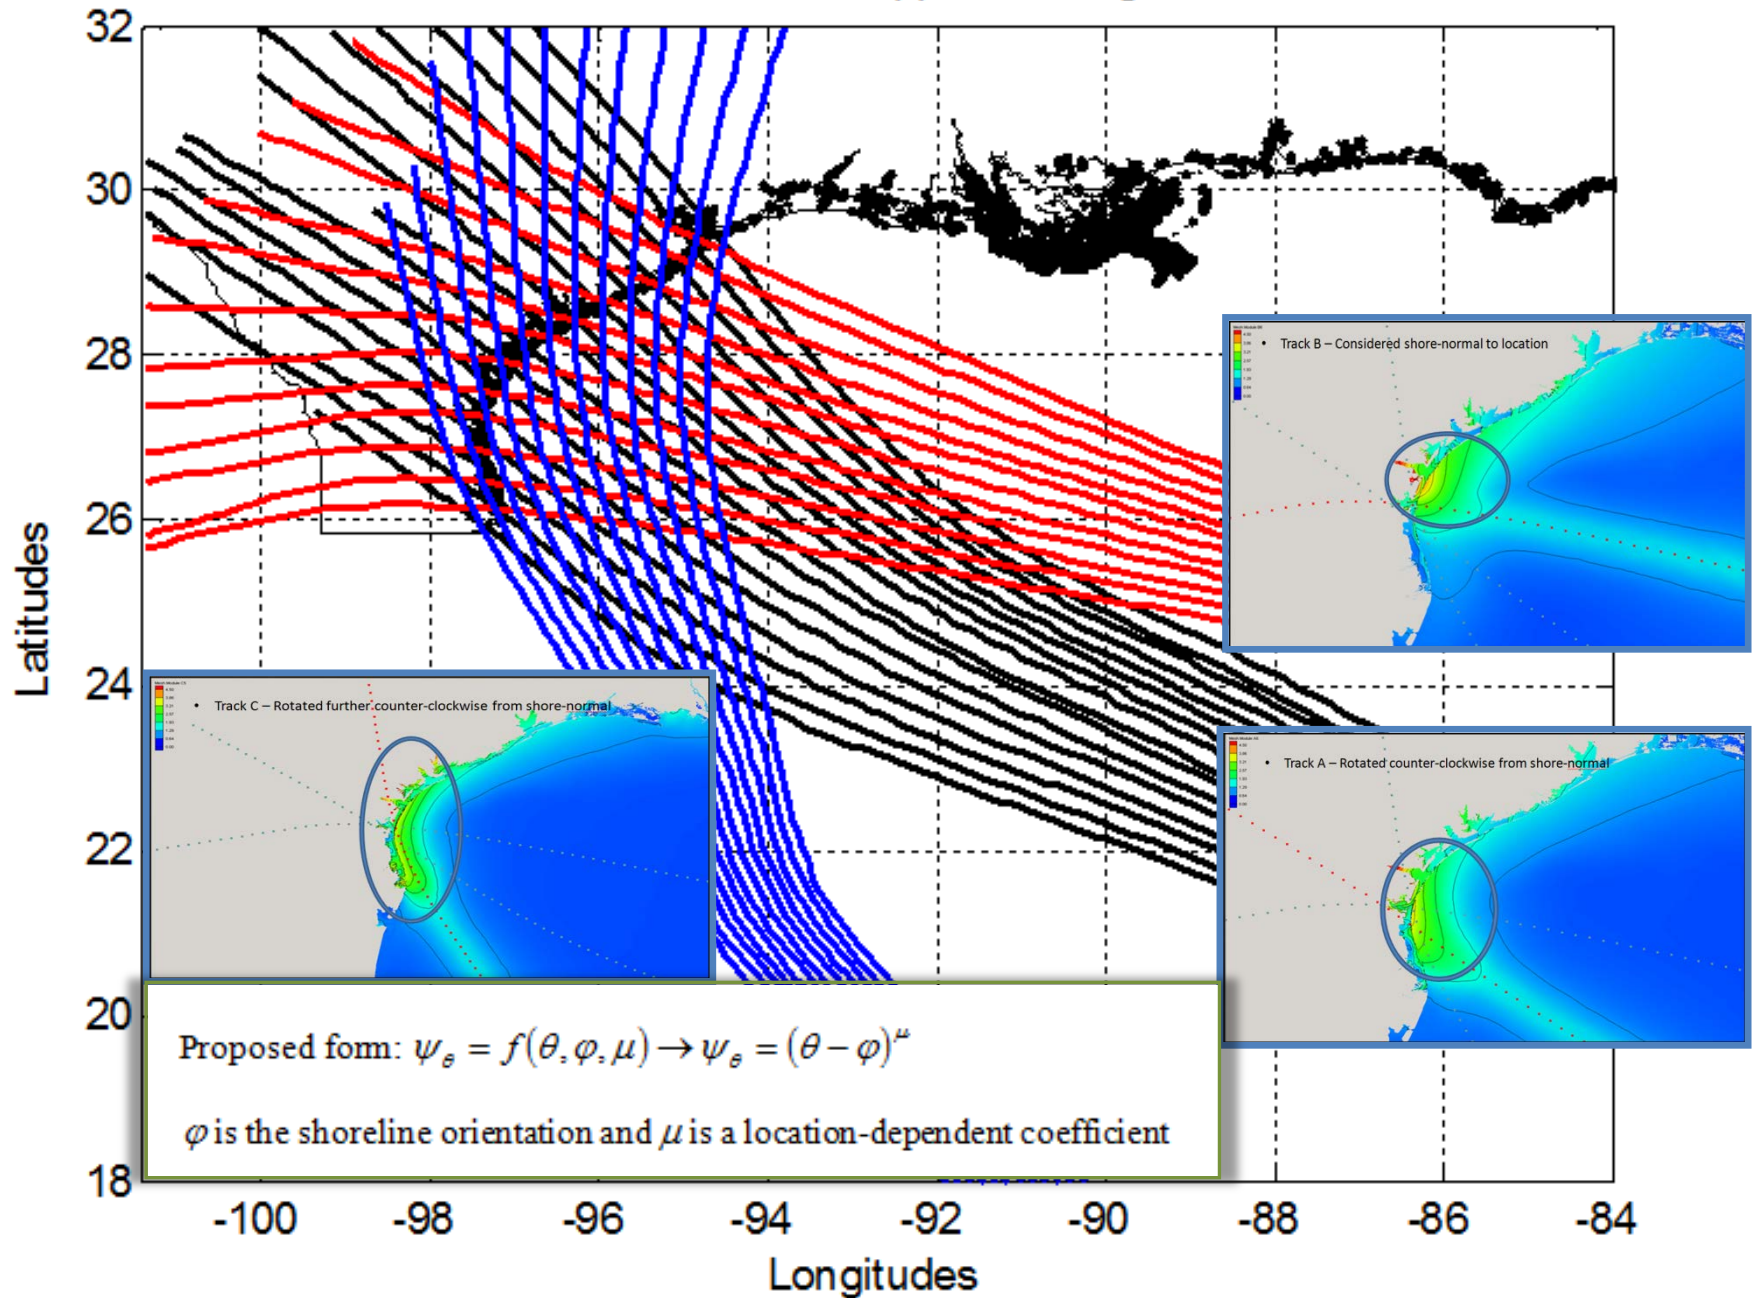 32
30
28
26
24
22
20
18
Latitudes
• Track B – Considered shore-normal to location
• Track C – Rotated further counter-clockwise from shore-normal
• Track A – Rotated counter-clockwise from shore-normal
Proposed form: ψ_θ = f(θ, φ, μ) → ψ_θ = (θ − φ)^μ
φ is the shoreline orientation and μ is a location-dependent coefficient
-100 -98 -96 -94 -92 -90 -88 -86 -84
Longitudes